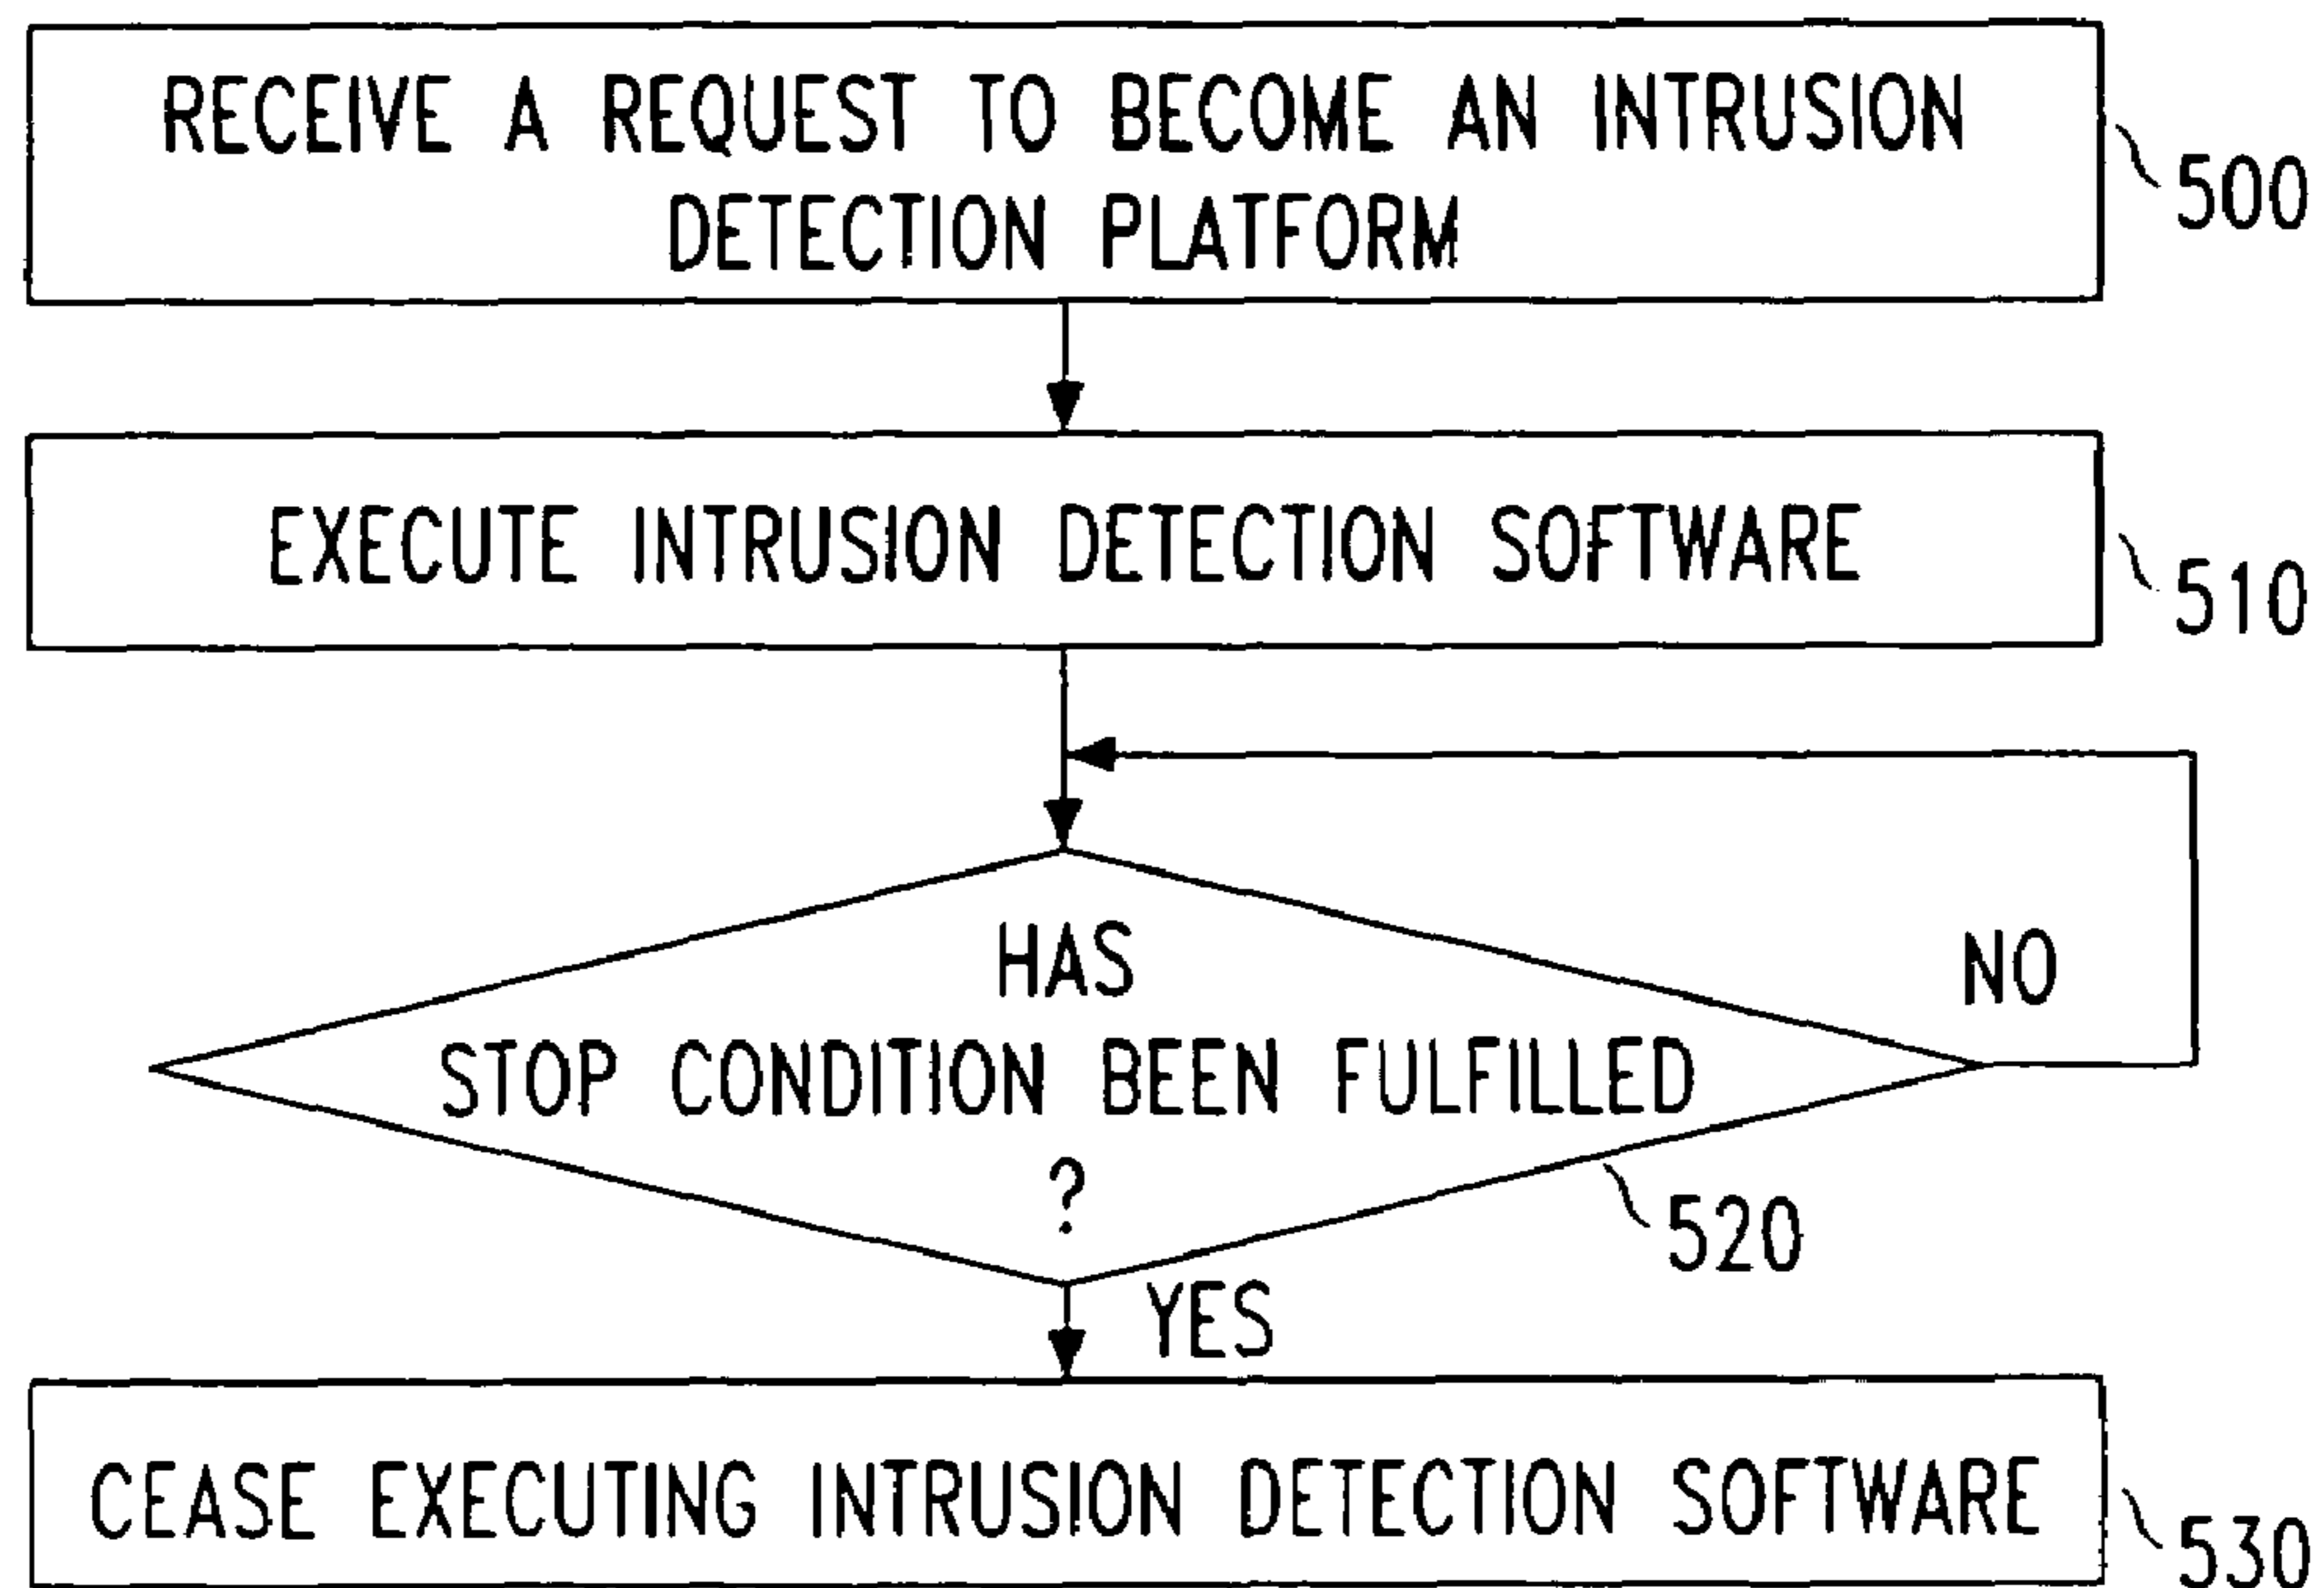 RECEIVE A REQUEST TO BECOME AN INTRUSION
DETECTION PLATFORM
500
EXECUTE INTRUSION DETECTION SOFTWARE
510
HAS
STOP CONDITION BEEN FULFILLED
?
NO
520
YES
CEASE EXECUTING INTRUSION DETECTION SOFTWARE
530